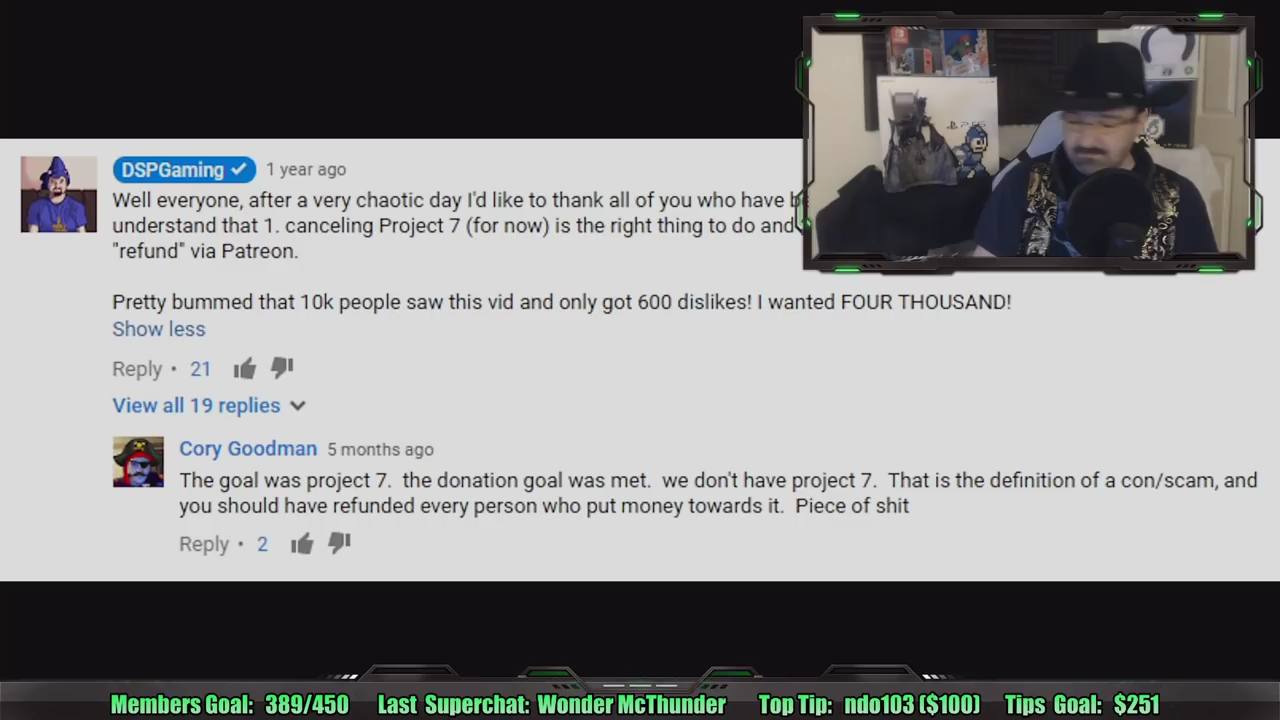 DSPGaming 1 year ago
Well everyone, after a very chaotic day I'd like to thank all of you who have
understand that 1. canceling Project 7 (for now) is the right thing to do and
"refund" via Patreon.
Pretty bummed that 10k people saw this vid and only got 600 dislikes! I wanted FOUR THOUSAND!
Show less
Reply • 21
View all 19 replies
Cory Goodman 5 months ago
The goal was project 7. the donation goal was met. we don't have project 7. That is the definition of a con/scam, and
you should have refunded every person who put money towards it. Piece of shit
Reply • 2
Members Goal: 389/450 Last Superchat: Wonder McThunder Top Tip: ndo103 ($100) Tips Goal: $251